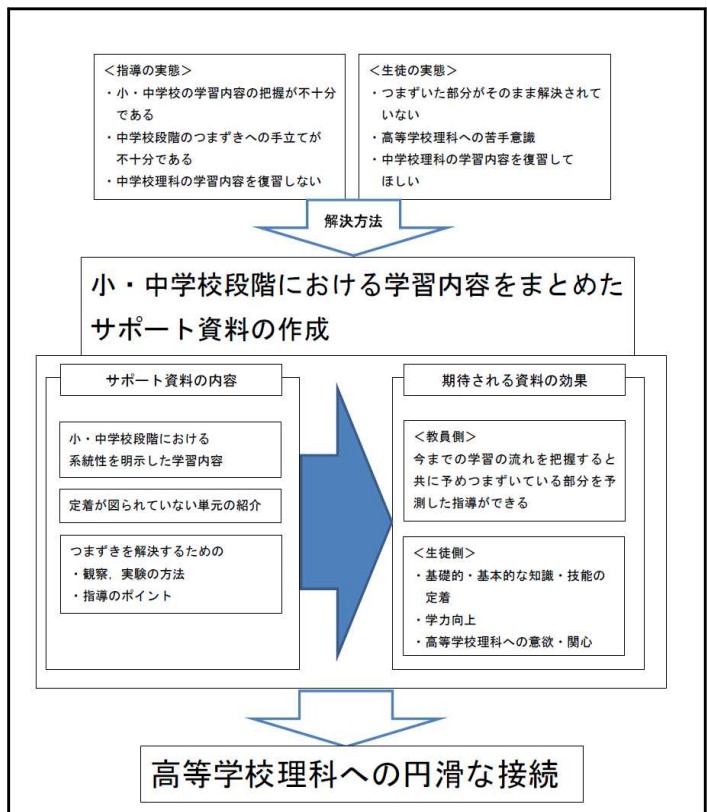 <指導の実態>
・小・中学校の学習内容の把握が不十分
である
・中学校段階のつまずきへの手立てが
不十分である
・中学校理科の学習内容を復習しない
<生徒の実態>
・つまずいた部分がそのまま解決されて
いない
・高等学校理科への苦手意識
・中学校理科の学習内容を復習して
ほしい
解決方法
小・中学校段階における学習内容をまとめた
サポート資料の作成
サポート資料の内容
小・中学校段階における
系統性を明示した学習内容
定着が図られていない単元の紹介
つまずきを解決するための
・観察,実験の方法
・指導のポイント
期待される資料の効果
<教員側>
今までの学習の流れを把握すると
共に予めつまずいている部分を予
測した指導ができる
<生徒側>
・基礎的・基本的な知識・技能の
定着
・学力向上
・高等学校理科への意欲・関心
高等学校理科への円滑な接続